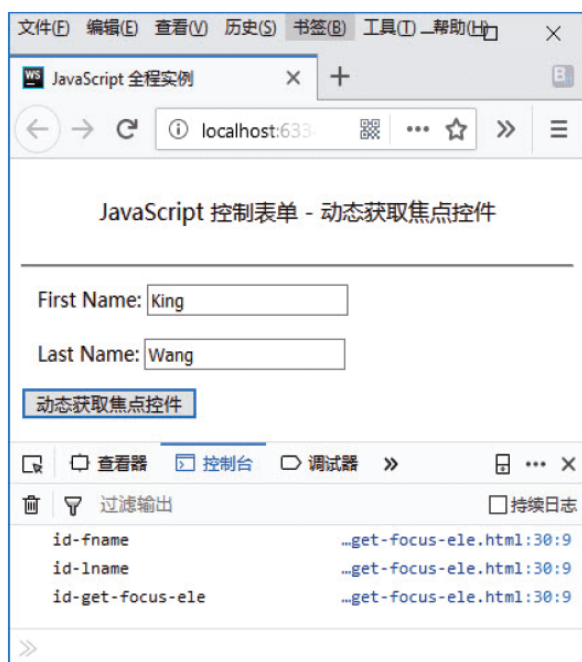 文件(F) 编辑(E) 查看(V) 历史(S) 书签(B) 工具(T) 帮助(H)
WS JavaScript 全程实例
localhost:633
JavaScript 控制表单 - 动态获取焦点控件
First Name: King
Last Name: Wang
动态获取焦点控件
查看器 控制台 调试器
过滤输出 持续日志
id-fname …get-focus-ele.html:30:9
id-lname …get-focus-ele.html:30:9
id-get-focus-ele …get-focus-ele.html:30:9